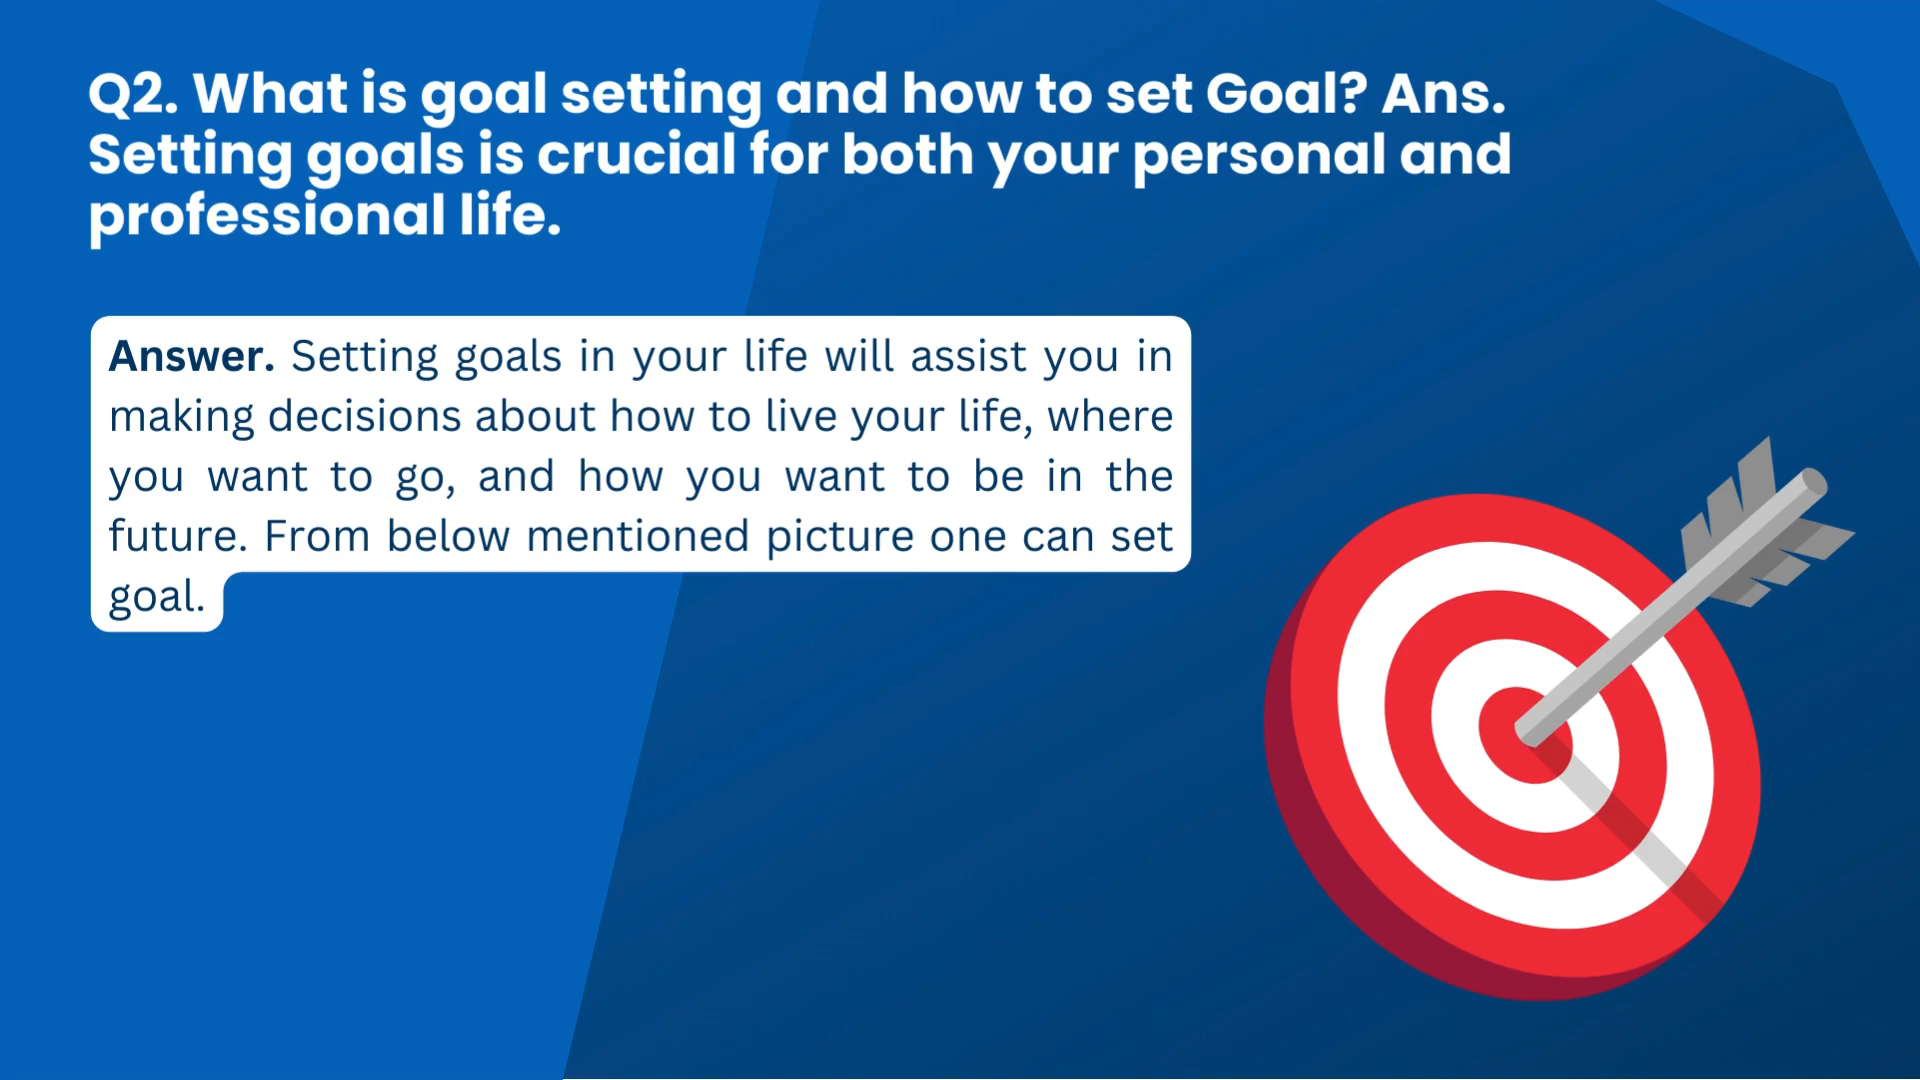 Q2. What is goal setting and how to set Goal? Ans.
Setting goals is crucial for both your personal and
professional life.
Answer. Setting goals in your life will assist you in
making decisions about how to live your life, where
you want to go, and how you want to be in the
future. From below mentioned picture one can set
goal.